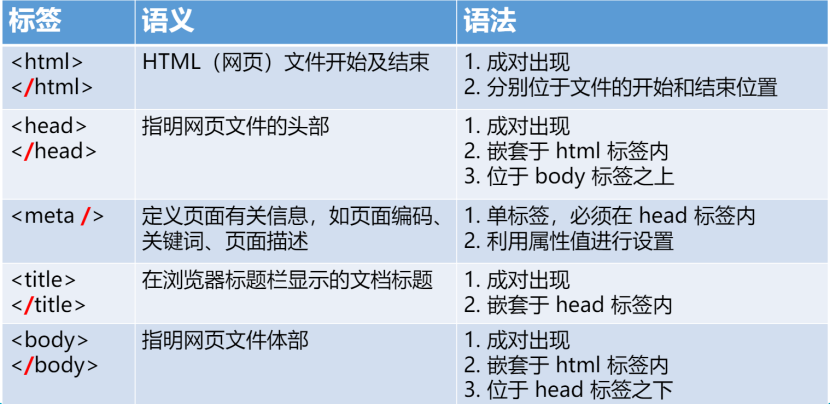 标签 语义 语法
<html> HTML（网页）文件开始及结束 1. 成对出现
</html> 2. 分别位于文件的开始和结束位置
<head> 指明网页文件的头部 1. 成对出现
</head> 2. 嵌套于 html 标签内
3. 位于 body 标签之上
<meta /> 定义页面有关信息，如页面编码、 1. 单标签，必须在 head 标签内
关键词、页面描述 2. 利用属性值进行设置
<title> 在浏览器标题栏显示的文档标题 1. 成对出现
</title> 2. 嵌套于 head 标签内
<body> 指明网页文件体部 1. 成对出现
</body> 2. 嵌套于 html 标签内
3. 位于 head 标签之下